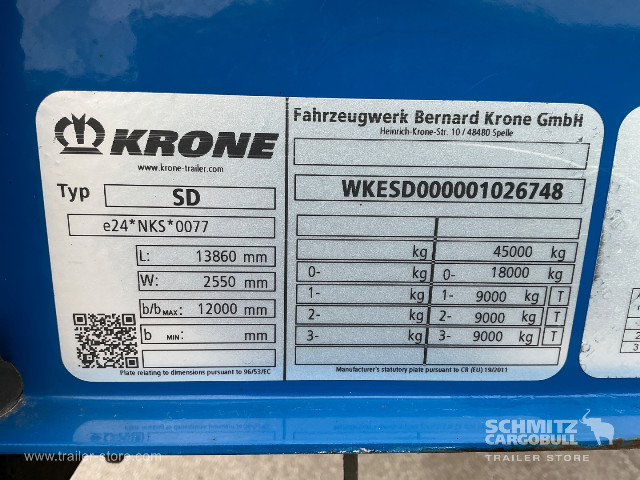 KRONE
www.krone-trailer.com
Typ SD
e24*NKS*0077
L: 13860 mm
W: 2550 mm
b/b MAX: 12000 mm
b MIN: mm
Plate relating to dimensions pursuant to 96/53/EC
Fahrzeugwerk Bernard Krone GmbH
Heinrich-Krone-Str. 10 / 48480 Spelle
WKESD000001026748
kg 45000 kg
0- kg 0- 18000 kg
1- kg 1- 9000 kg T
2- kg 2- 9000 kg T
3- kg 3- 9000 kg T
Manufacturer's statutory plate pursuant to CR (EU) 19/2011
2
3
SCHMITZ
CARGOBULL
TRAILER STORE
www.trailer-store.com